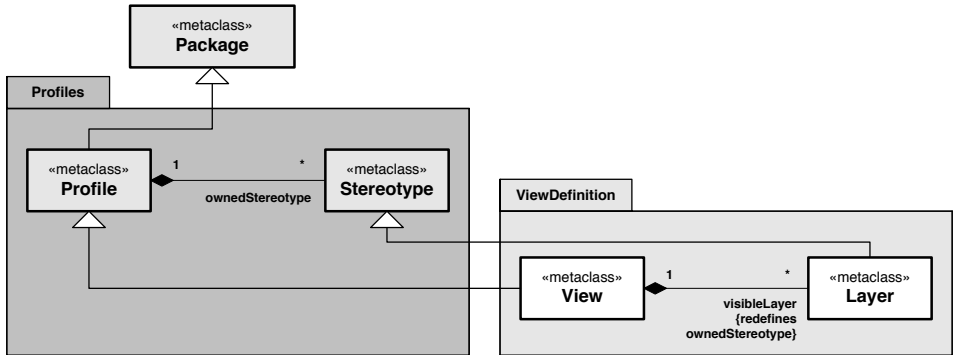 «metaclass»
Package
Profiles
«metaclass»
Profile
1
*
ownedStereotype
«metaclass»
Stereotype
ViewDefinition
«metaclass»
View
1
*
visibleLayer
{redefines
ownedStereotype}
«metaclass»
Layer